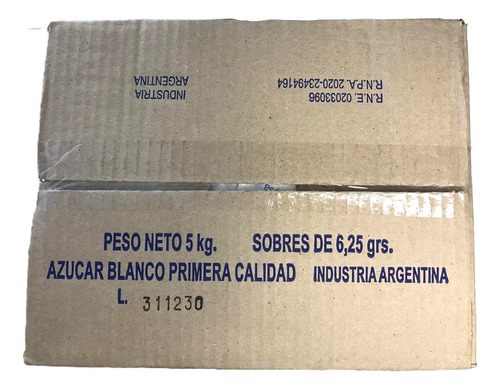 R.N.E. 02033096
R.N.P.A. 2020-23494164
INDUSTRIA
ARGENTINA
PESO NETO 5 kg. SOBRES DE 6,25 grs.
AZUCAR BLANCO PRIMERA CALIDAD INDUSTRIA ARGENTINA
L. 311230